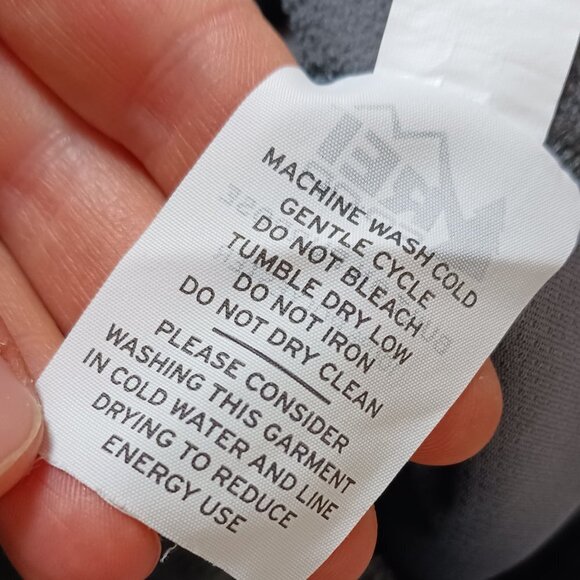 MACHINE WASH COLD
GENTLE CYCLE
DO NOT BLEACH
TUMBLE DRY LOW
DO NOT IRON
DO NOT DRY CLEAN
PLEASE CONSIDER
WASHING THIS GARMENT
IN COLD WATER AND LINE
DRYING TO REDUCE
ENERGY USE
REI